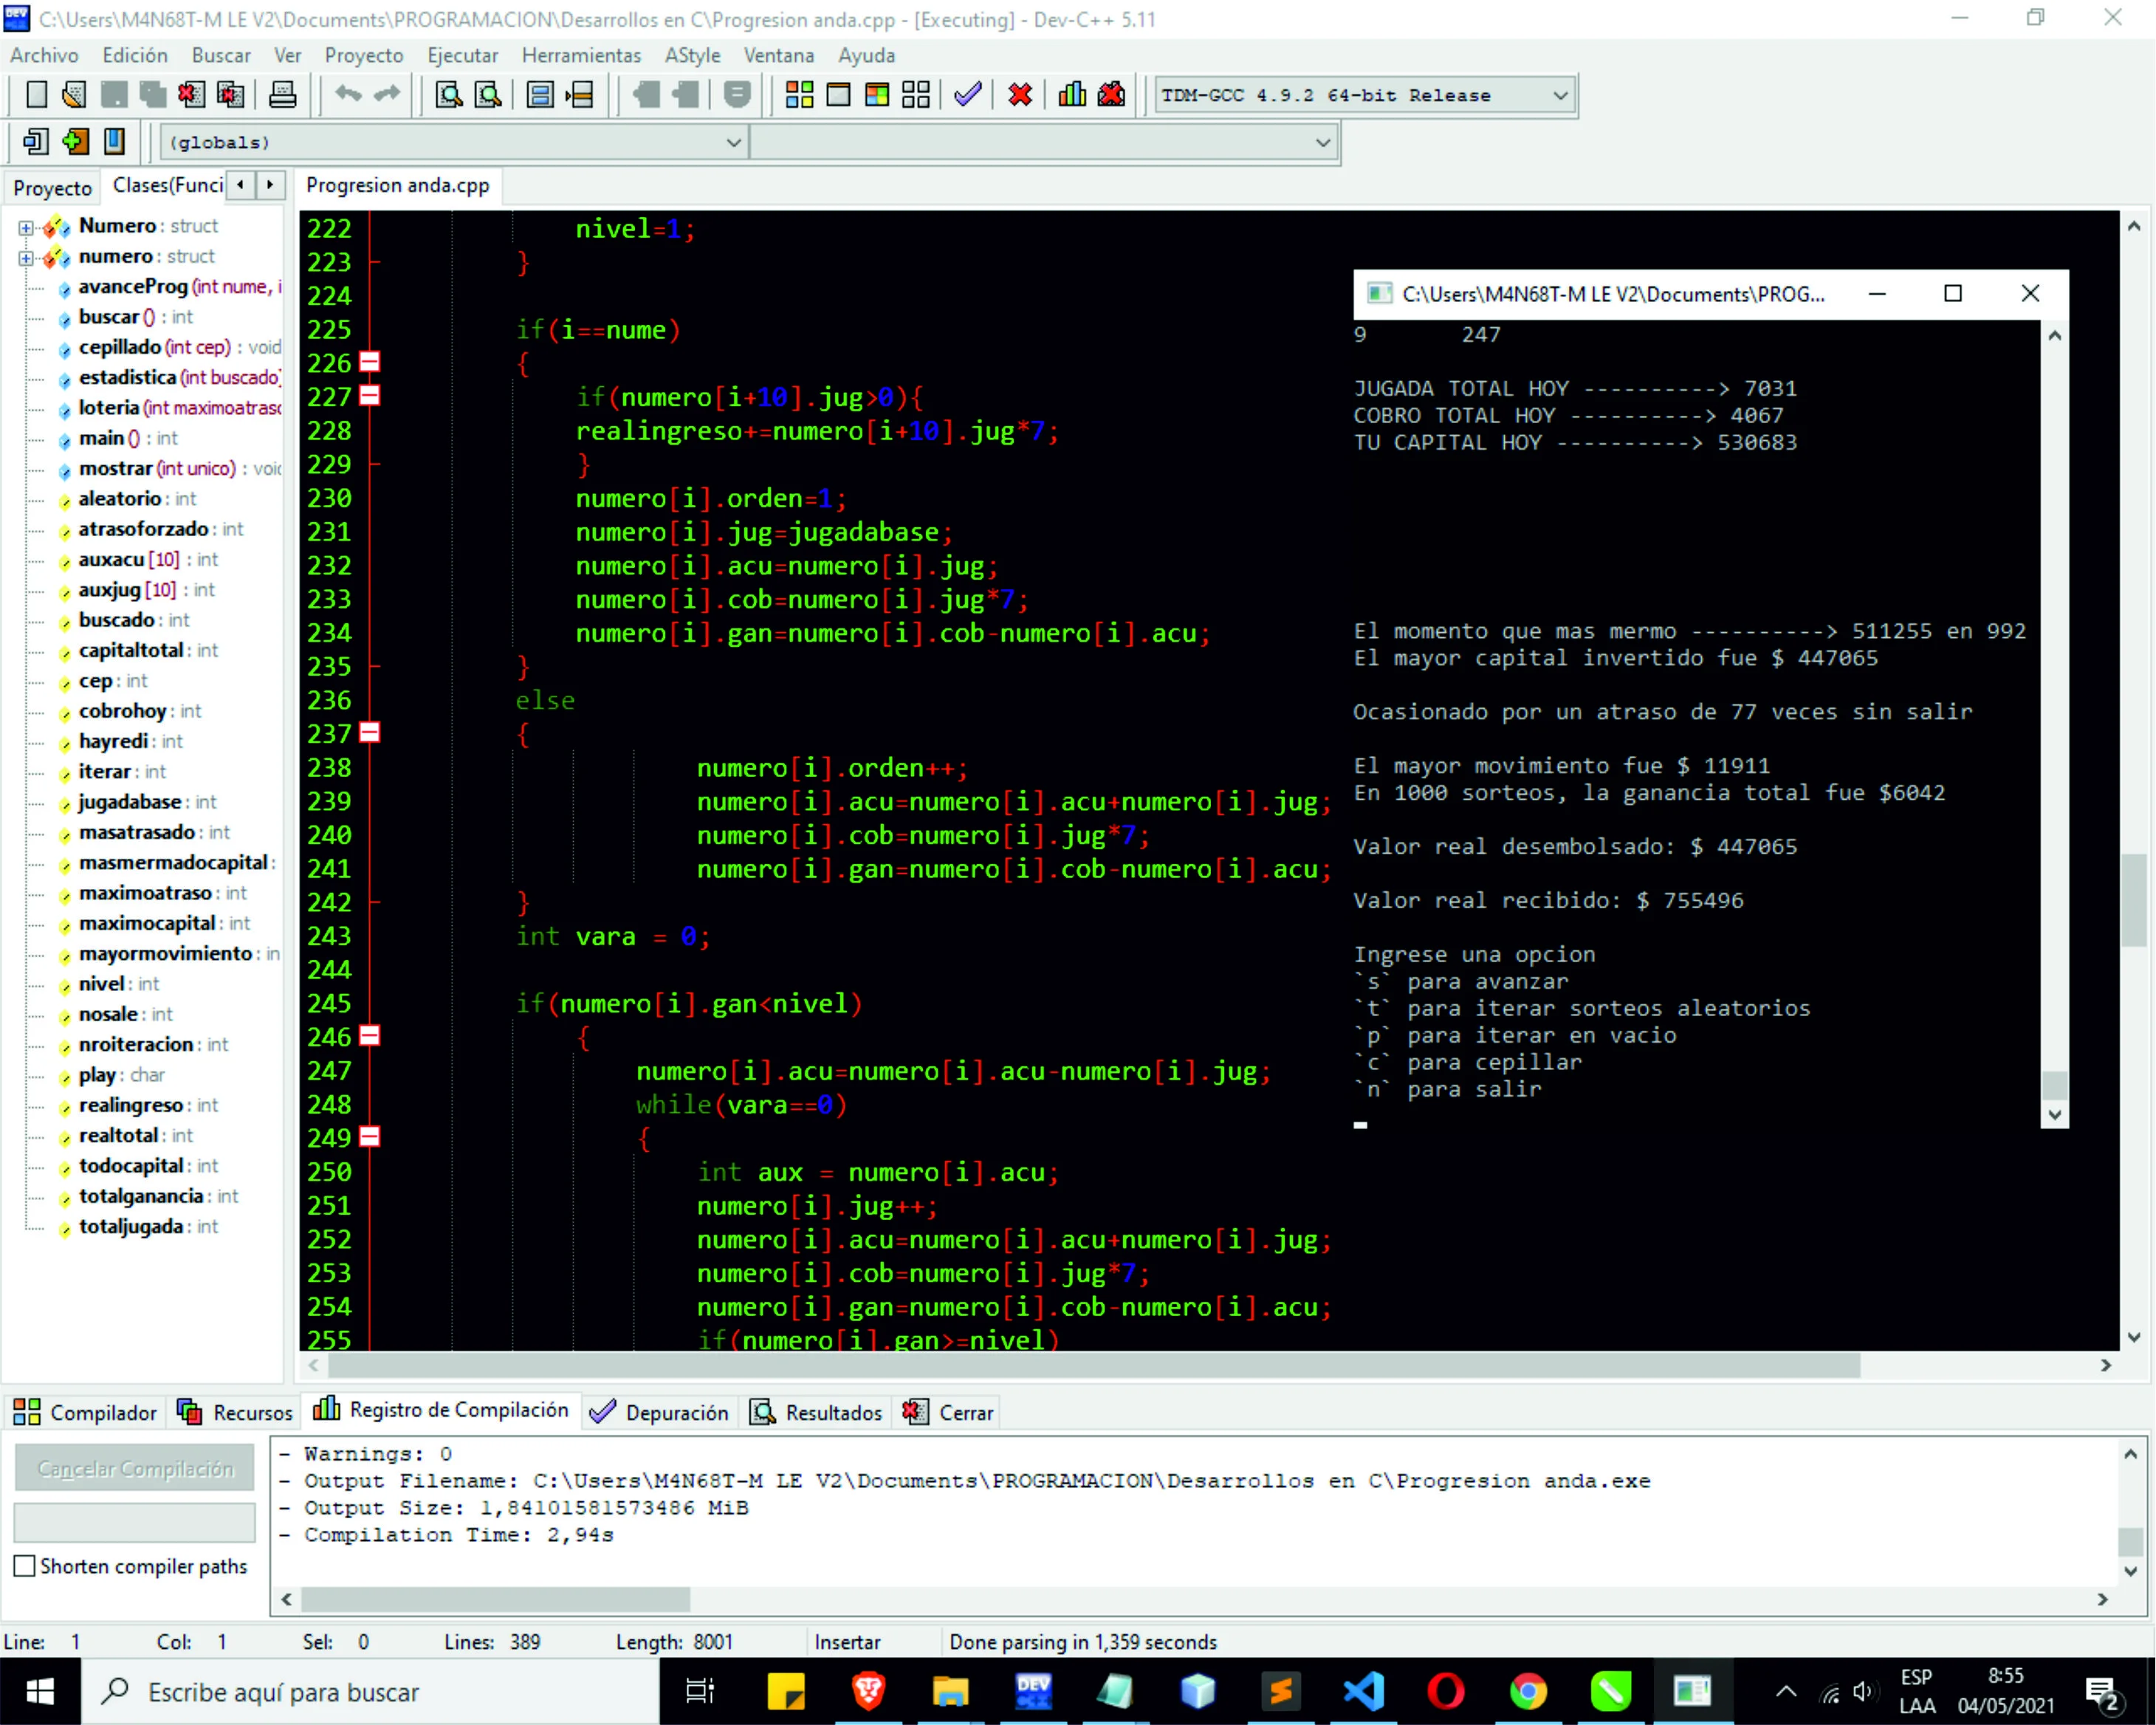 C:\Users\M4N68T-M LE V2\Documents\PROGRAMACION\Desarrollos en C\Progresion anda.cpp - [Executing] - Dev-C++ 5.11
Archivo Edición Buscar Ver Proyecto Ejecutar Herramientas AStyle Ventana Ayuda
TDM-GCC 4.9.2 64-bit Release
(globals)
Proyecto Clases(Funci
Progresion anda.cpp
Numero : struct
numero : struct
avanceProg (int nume, i
buscar () : int
cepillado (int cep) : void
estadistica (int buscado)
loteria (int maximoatraso
main () : int
mostrar (int unico) : voic
aleatorio : int
atrasoforzado : int
auxacu [10] : int
auxjug [10] : int
buscado : int
capitaltotal : int
cep : int
cobrohoy : int
hayredi : int
iterar : int
jugadabase : int
masatrasado : int
masmermadocapital :
maximoatraso : int
maximocapital : int
mayormovimiento : in
nivel : int
nosale : int
nroiteracion : int
play : char
realingreso : int
realtotal : int
todocapital : int
totalganancia : int
totaljugada : int
222 nivel=1;
223 }
224
225 if(i==nume)
226 {
227 if(numero[i+10].jug>0){
228 realingreso+=numero[i+10].jug*7;
229 }
230 numero[i].orden=1;
231 numero[i].jug=jugadabase;
232 numero[i].acu=numero[i].jug;
233 numero[i].cob=numero[i].jug*7;
234 numero[i].gan=numero[i].cob-numero[i].acu;
235 }
236 else
237 {
238 numero[i].orden++;
239 numero[i].acu=numero[i].acu+numero[i].jug;
240 numero[i].cob=numero[i].jug*7;
241 numero[i].gan=numero[i].cob-numero[i].acu;
242 }
243 int vara = 0;
244
245 if(numero[i].gan<nivel)
246 {
247 numero[i].acu=numero[i].acu-numero[i].jug;
248 while(vara==0)
249 {
250 int aux = numero[i].acu;
251 numero[i].jug++;
252 numero[i].acu=numero[i].acu+numero[i].jug;
253 numero[i].cob=numero[i].jug*7;
254 numero[i].gan=numero[i].cob-numero[i].acu;
255 if(numero[i].gan>=nivel)
C:\Users\M4N68T-M LE V2\Documents\PROG...
9 247
JUGADA TOTAL HOY ----------> 7031
COBRO TOTAL HOY ----------> 4067
TU CAPITAL HOY ----------> 530683
El momento que mas mermo ----------> 511255 en 992
El mayor capital invertido fue $ 447065
Ocasionado por un atraso de 77 veces sin salir
El mayor movimiento fue $ 11911
En 1000 sorteos, la ganancia total fue $6042
Valor real desembolsado: $ 447065
Valor real recibido: $ 755496
Ingrese una opcion
`s` para avanzar
`t` para iterar sorteos aleatorios
`p` para iterar en vacio
`c` para cepillar
`n` para salir
Compilador Recursos Registro de Compilación Depuración Resultados Cerrar
Cancelar Compilación
Shorten compiler paths
- Warnings: 0
- Output Filename: C:\Users\M4N68T-M LE V2\Documents\PROGRAMACION\Desarrollos en C\Progresion anda.exe
- Output Size: 1,84101581573486 MiB
- Compilation Time: 2,94s
Line: 1 Col: 1 Sel: 0 Lines: 389 Length: 8001 Insertar Done parsing in 1,359 seconds
Escribe aquí para buscar
DEV
ESP
LAA
8:55
04/05/2021
2